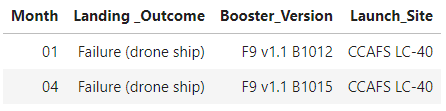 Month Landing _Outcome Booster_Version Launch_Site
01 Failure (drone ship) F9 v1.1 B1012 CCAFS LC-40
04 Failure (drone ship) F9 v1.1 B1015 CCAFS LC-40